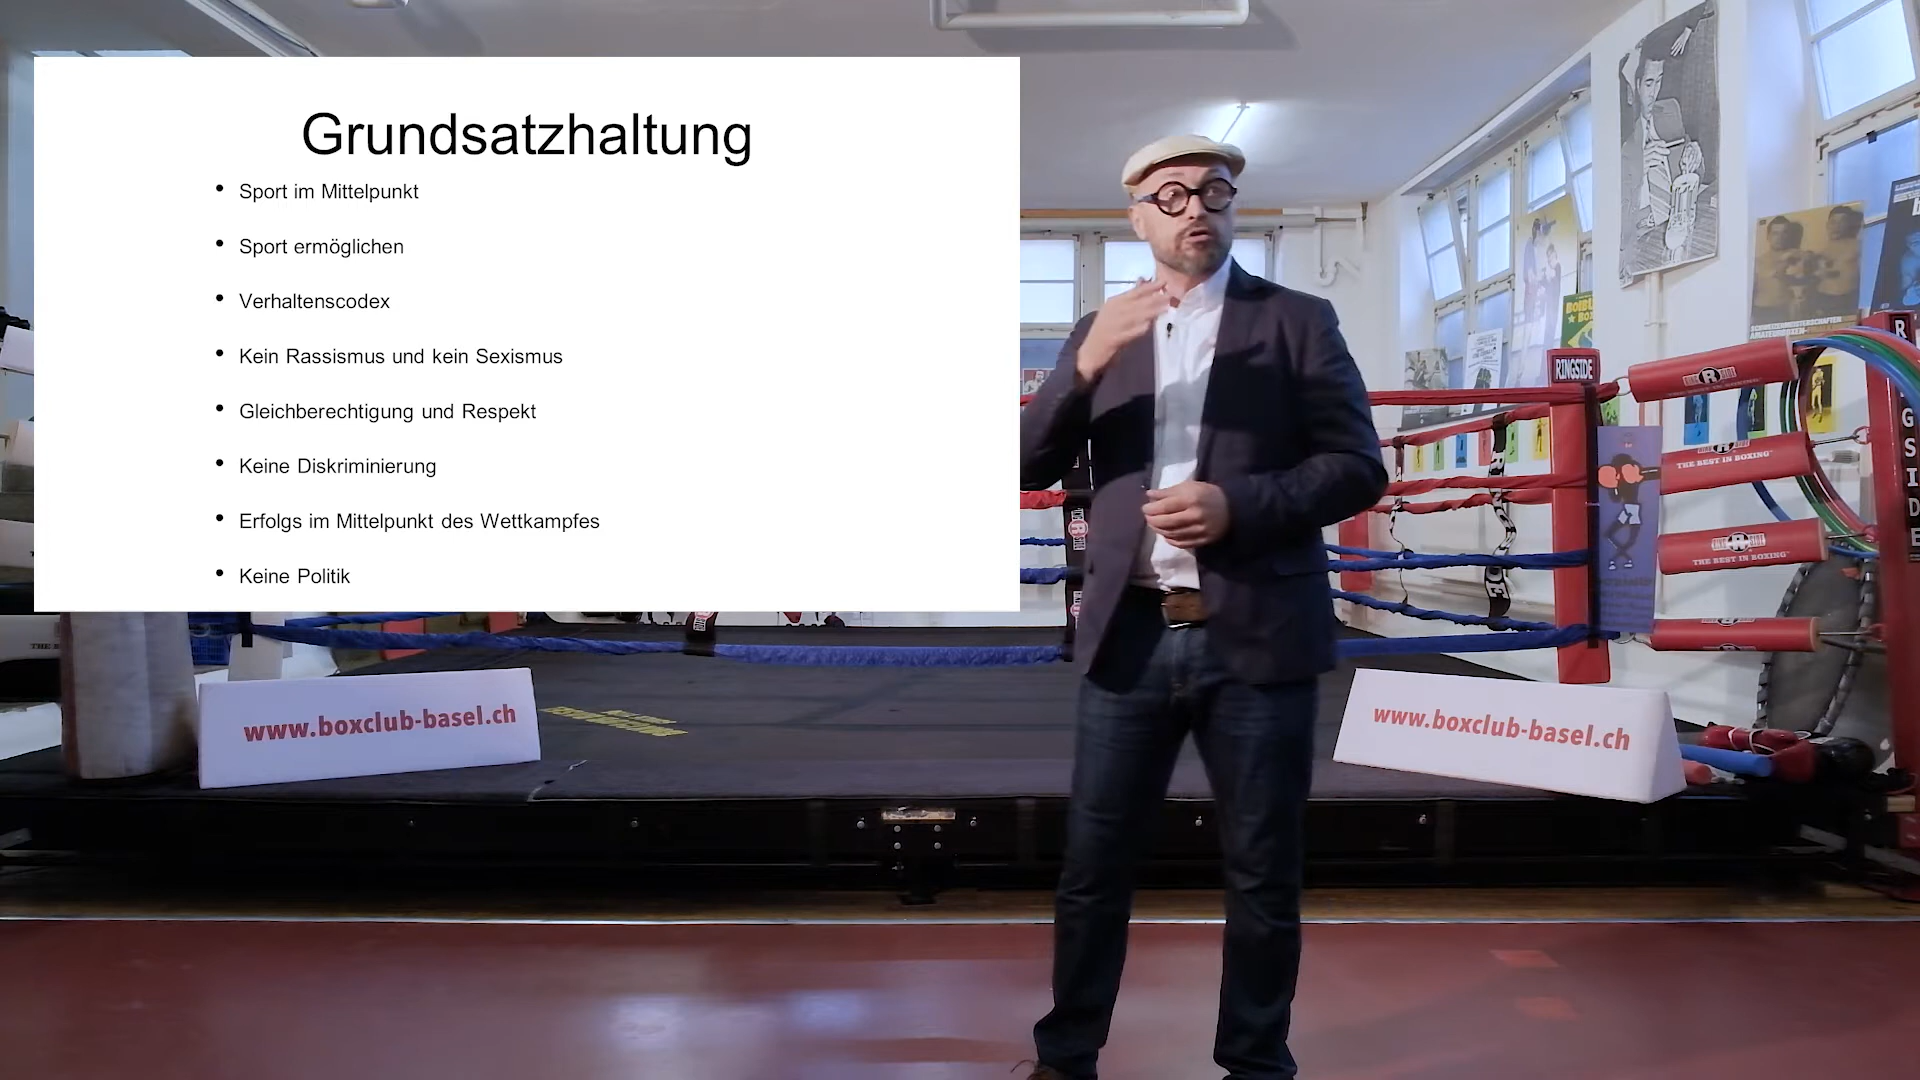 Grundsatzhaltung
• Sport im Mittelpunkt
• Sport ermöglichen
• Verhaltenscodex
• Kein Rassismus und kein Sexismus
• Gleichberechtigung und Respekt
• Keine Diskriminierung
• Erfolgs im Mittelpunkt des Wettkampfes
• Keine Politik
RINGSIDE
THE BEST IN BOXING
THE BEST IN BOXING
www.boxclub-basel.ch
www.boxclub-basel.ch